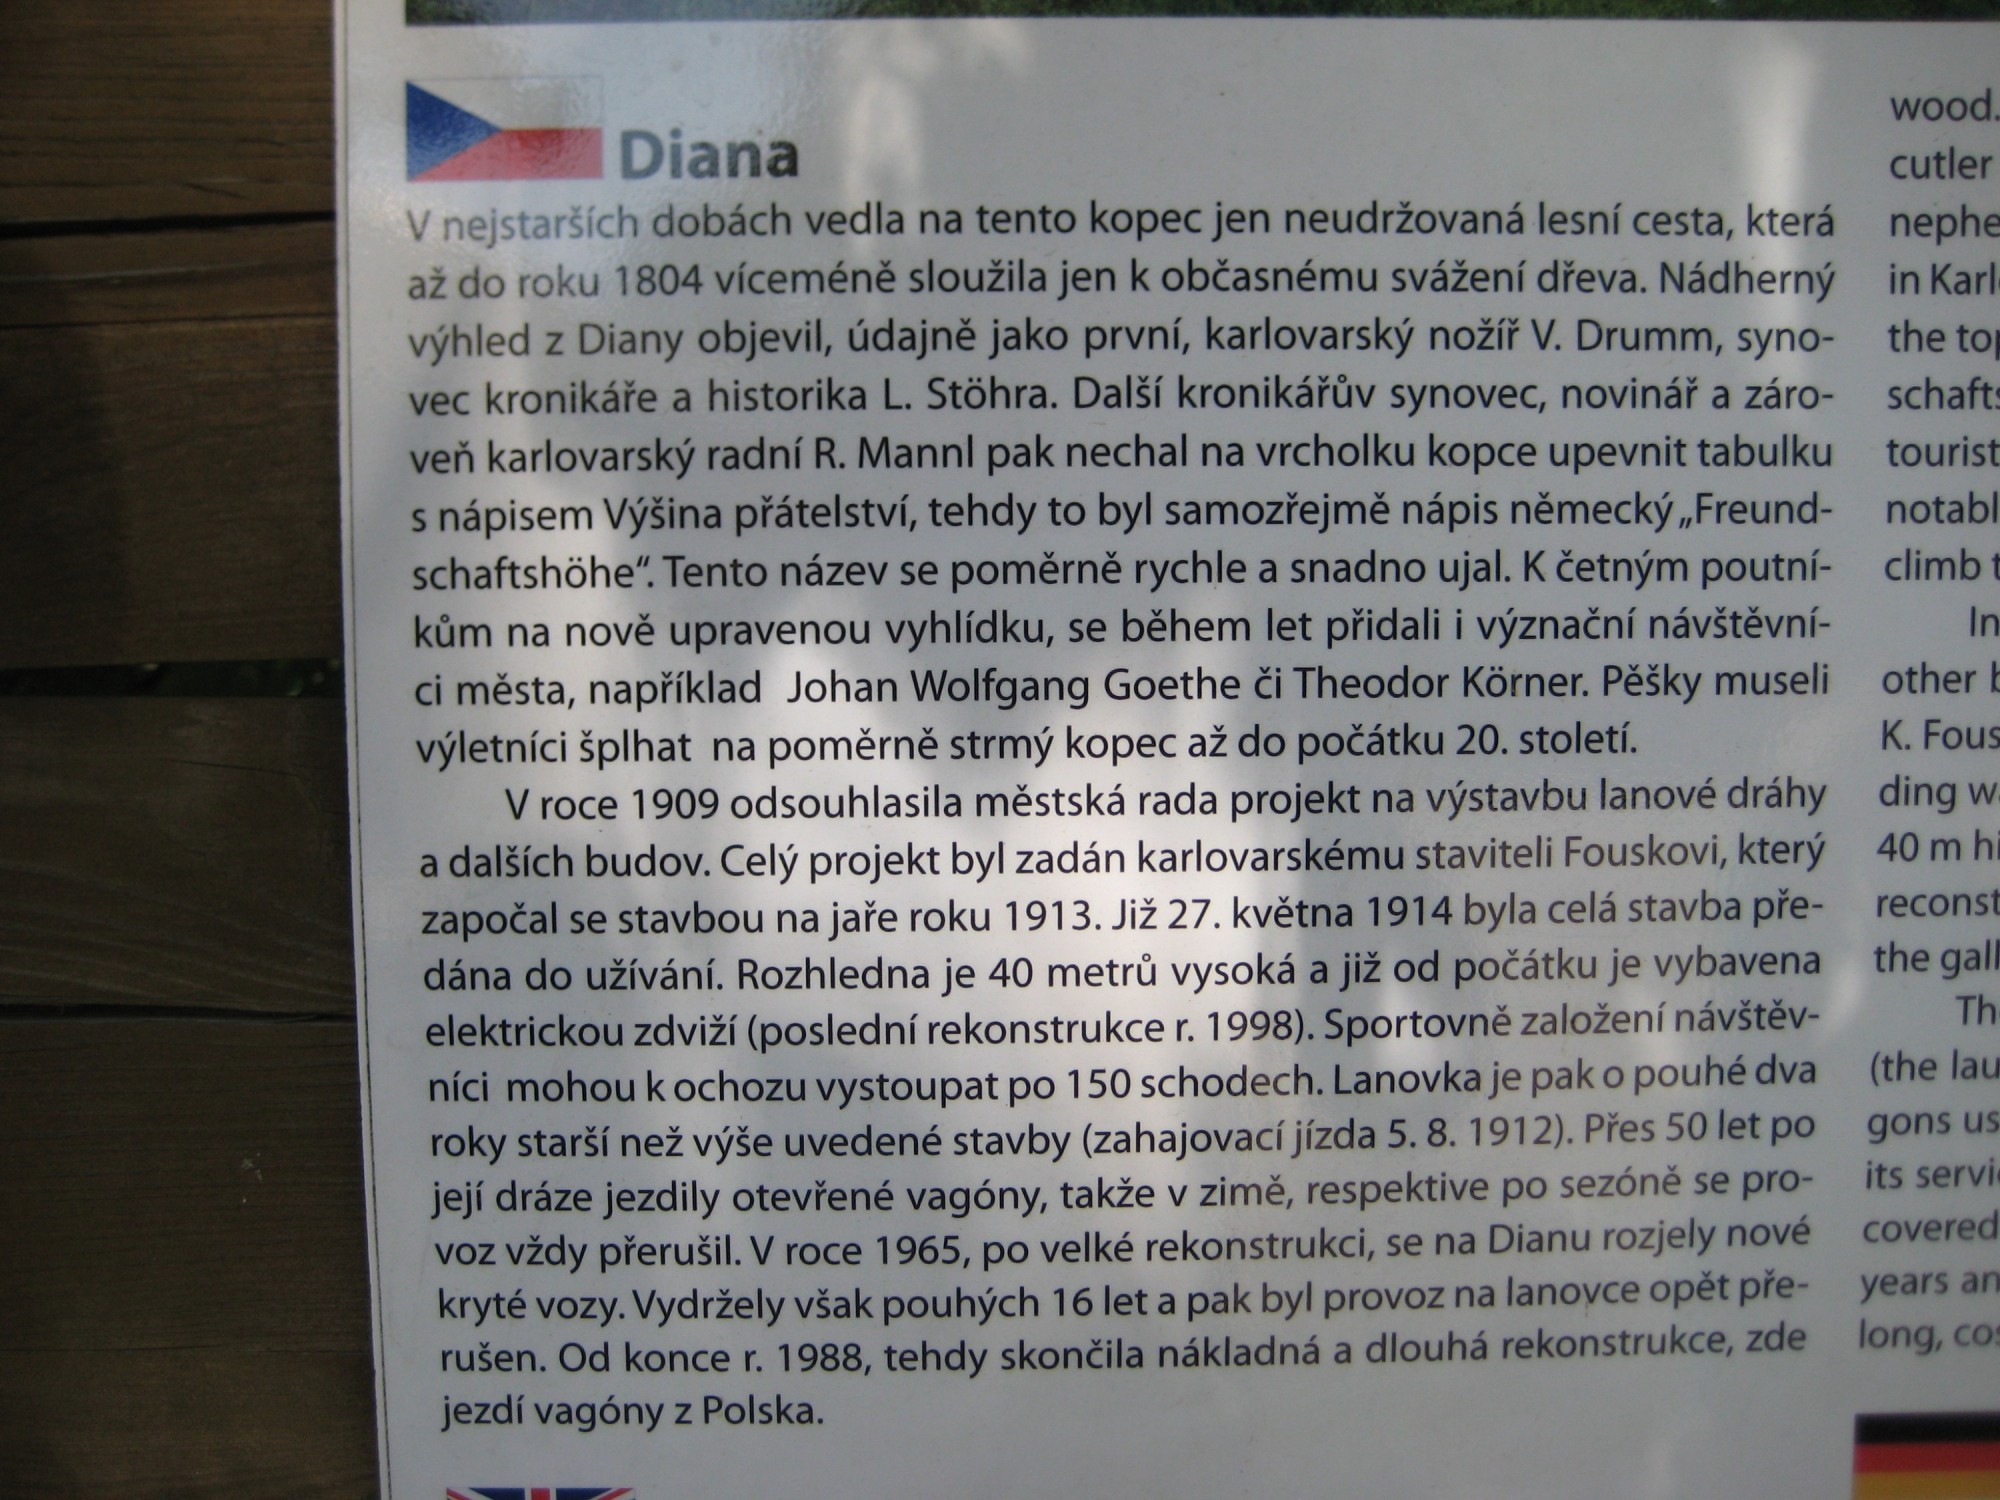 Diana
V nejstarších dobách vedla na tento kopec jen neudržovaná lesní cesta, která
až do roku 1804 víceméně sloužila jen k občasnému svážení dřeva. Nádherný
výhled z Diany objevil, údajně jako první, karlovarský nožíř V. Drumm, syno-
vec kronikáře a historika L. Stöhra. Další kronikářův synovec, novinář a záro-
veň karlovarský radní R. Mannl pak nechal na vrcholku kopce upevnit tabulku
s nápisem Výšina přátelství, tehdy to byl samozřejmě nápis německý „Freund-
schaftshöhe“. Tento název se poměrně rychle a snadno ujal. K četným poutní-
kům na nově upravenou vyhlídku, se během let přidali i význační návštěvní-
ci města, například Johan Wolfgang Goethe či Theodor Körner. Pěšky museli
výletníci šplhat na poměrně strmý kopec až do počátku 20. století.
V roce 1909 odsouhlasila městská rada projekt na výstavbu lanové dráhy
a dalších budov. Celý projekt byl zadán karlovarskému staviteli Fouskovi, který
započal se stavbou na jaře roku 1913. Již 27. května 1914 byla celá stavba pře-
dána do užívání. Rozhledna je 40 metrů vysoká a již od počátku je vybavena
elektrickou zdviží (poslední rekonstrukce r. 1998). Sportovně založení návštěv-
níci mohou k ochozu vystoupat po 150 schodech. Lanovka je pak o pouhé dva
roky starší než výše uvedené stavby (zahajovací jízda 5. 8. 1912). Přes 50 let po
její dráze jezdily otevřené vagóny, takže v zimě, respektive po sezóně se pro-
voz vždy přerušil. V roce 1965, po velké rekonstrukci, se na Dianu rozjely nové
kryté vozy. Vydržely však pouhých 16 let a pak byl provoz na lanovce opět pře-
rušen. Od konce r. 1988, tehdy skončila nákladná a dlouhá rekonstrukce, zde
jezdí vagóny z Polska.
wood.
cutler
nephe
in Karl
the top
schafts
tourist
notabl
climb t
In
other b
K. Fous
ding wa
40 m hi
reconst
the gall
The
(the lau
gons us
its servi
covered
years an
long, cos